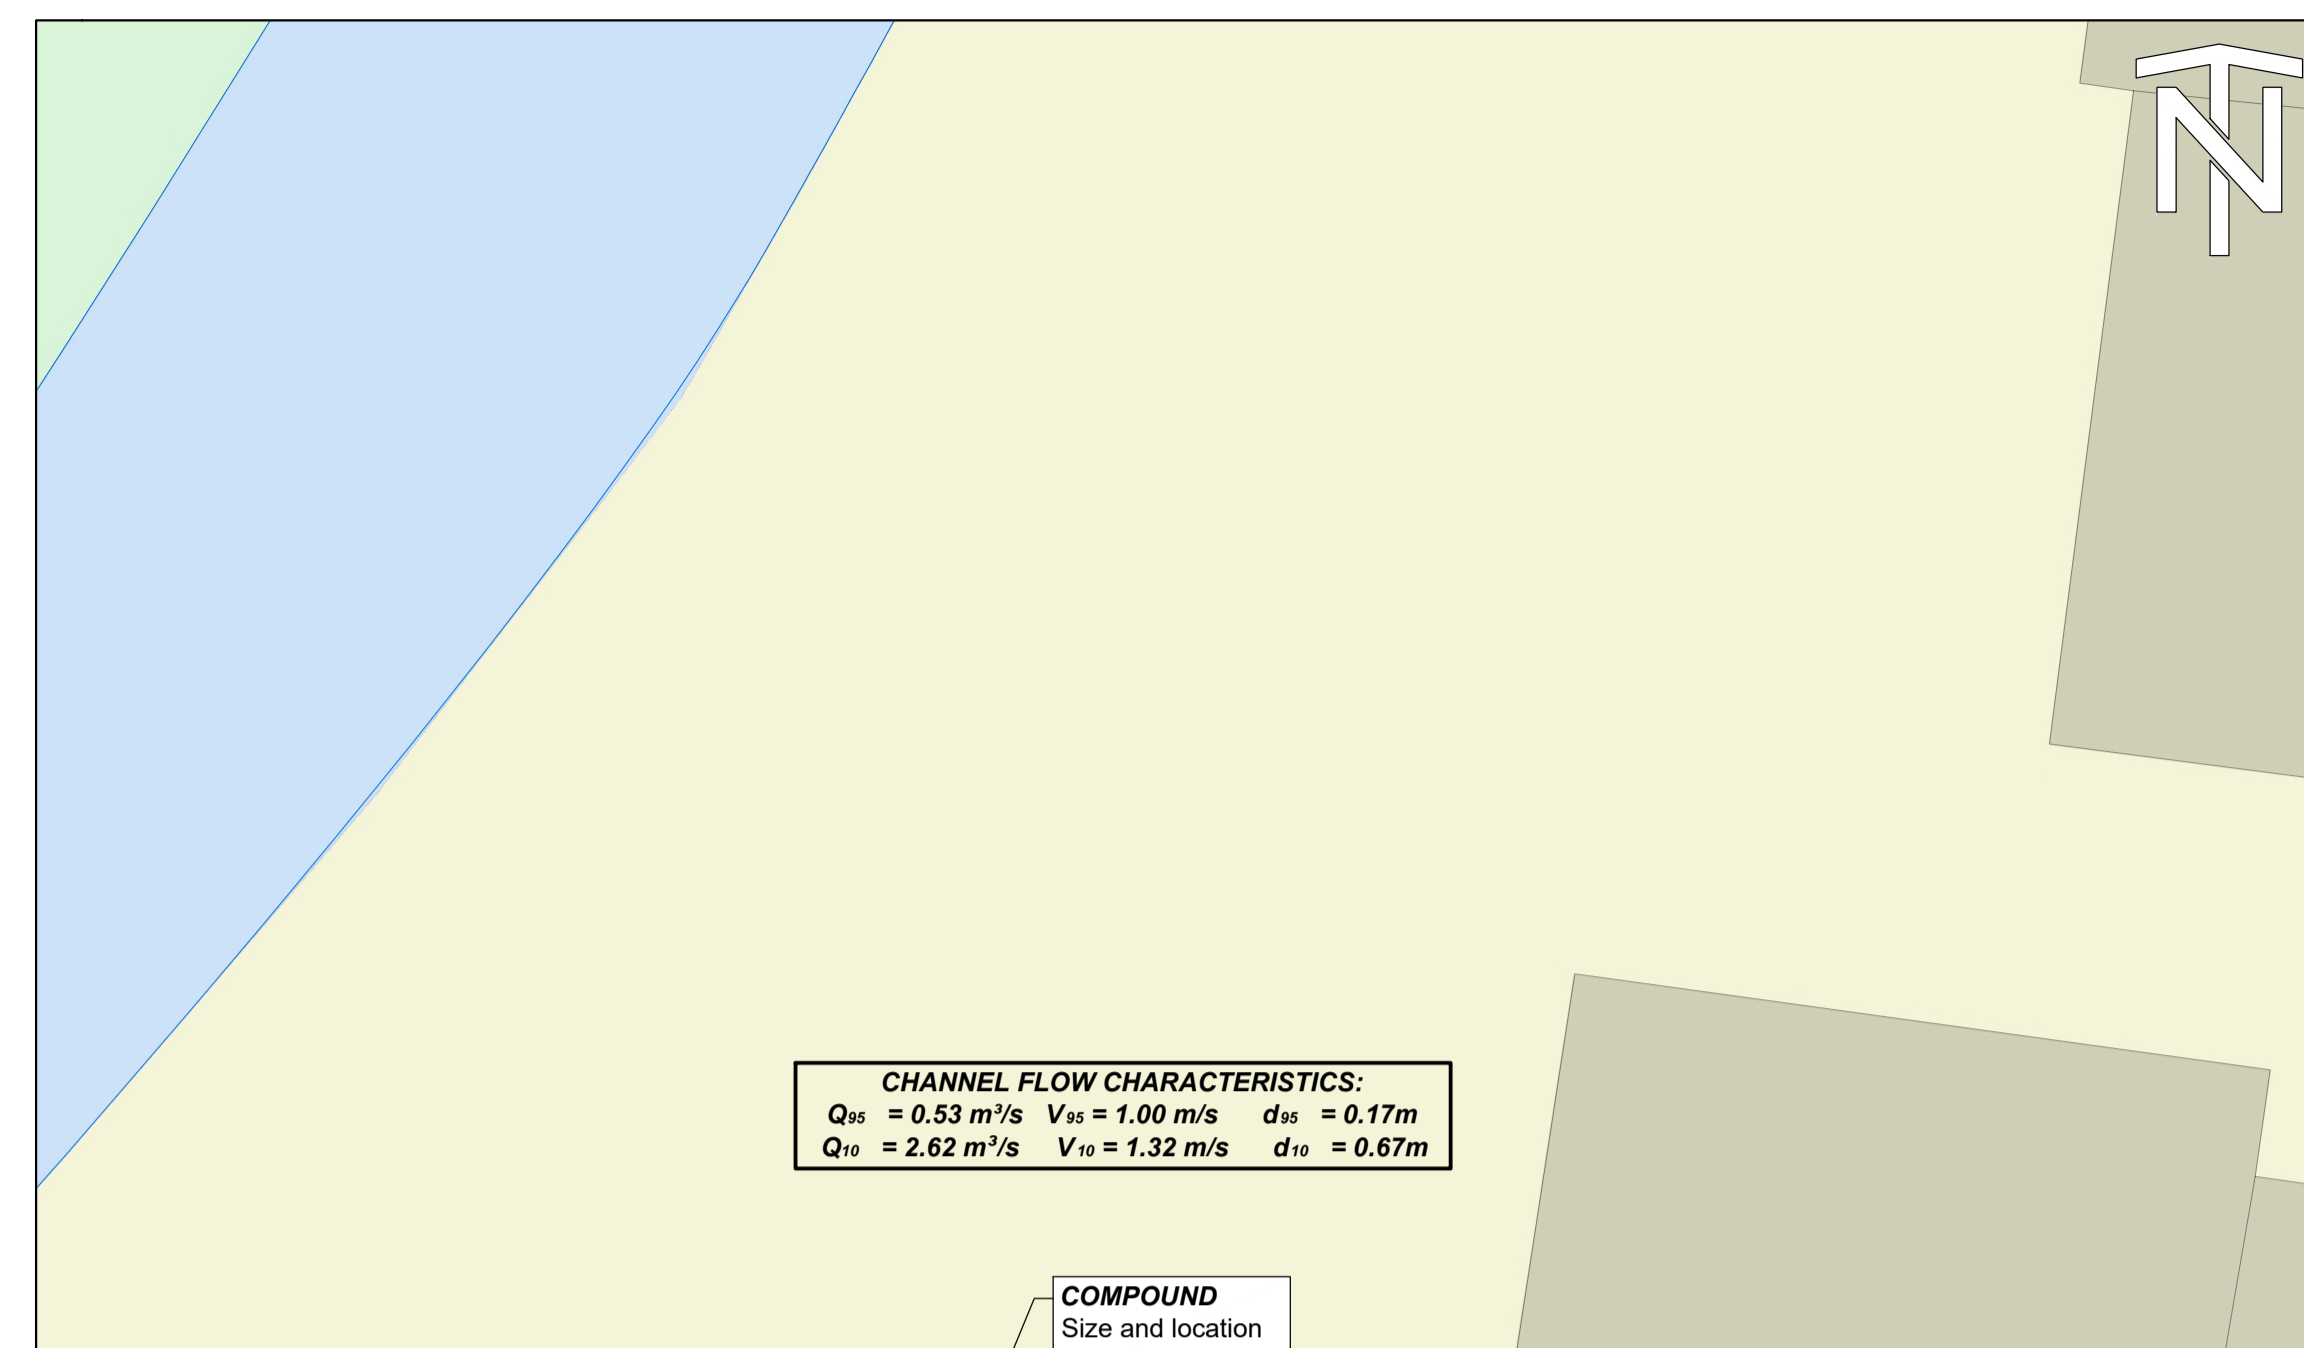 N
CHANNEL FLOW CHARACTERISTICS:
Q95 = 0.53 m³/s V95 = 1.00 m/s d95 = 0.17m
Q10 = 2.62 m³/s V10 = 1.32 m/s d10 = 0.67m
COMPOUND
Size and location